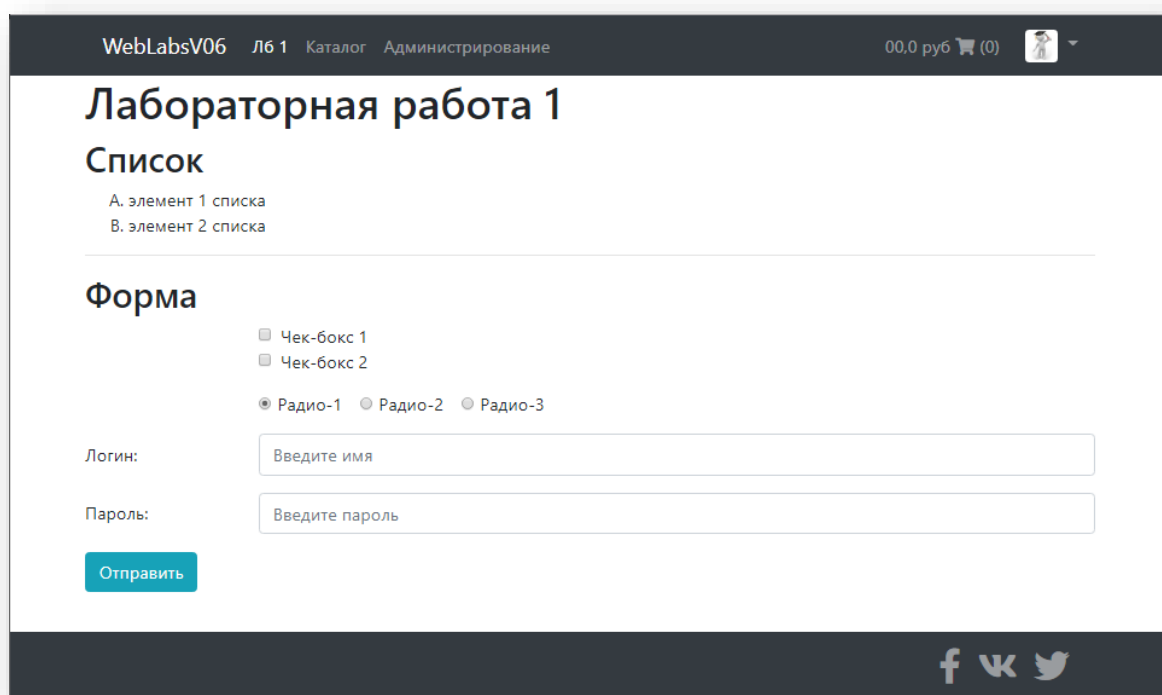 WebLabsV06 Лб 1 Каталог Администрирование 00,0 руб (0)
Лабораторная работа 1
Список
A. элемент 1 списка
B. элемент 2 списка
Форма
Чек-бокс 1
Чек-бокс 2
Радио-1 Радио-2 Радио-3
Логин: Введите имя
Пароль: Введите пароль
Отправить